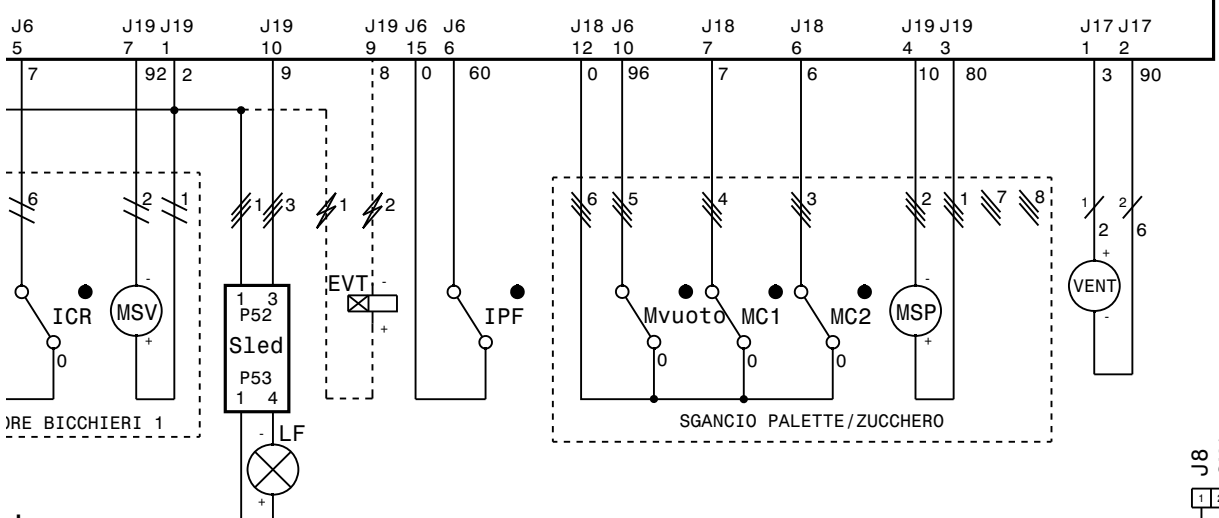 J6 J19 J19 J19 J19 J6 J6 J18 J6 J18 J18 J19 J19 J17 J17
5 7 1 10 9 15 6 12 10 7 6 4 3 1 2
7 92 2 9 8 0 60 0 96 7 6 10 80 3 90
6 2 1 1 3 1 2 6 5 4 3 2 1 7 8 1 2
2 6
EVT - - - +
1 3
ICR MSV P52 IPF Mvuoto MC1 MC2 MSP VENT
+ + + -
Sled
0 0 0 0
P53
1 4
ORE BICCHIERI 1 SGANCIO PALETTE/ZUCCHERO
- LF
+
J8
1